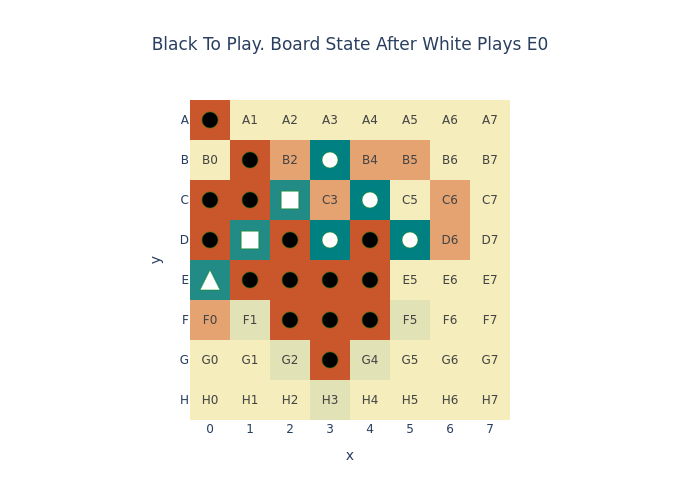 Black To Play. Board State After White Plays E0
A A1 A2 A3 A4 A5 A6 A7
B B0 B2 B4 B5 B6 B7
C C3 C5 C6 C7
D D6 D7
E E5 E6 E7
F F0 F1 F5 F6 F7
G G0 G1 G2 G4 G5 G6 G7
H H0 H1 H2 H3 H4 H5 H6 H7
0 1 2 3 4 5 6 7
x
y